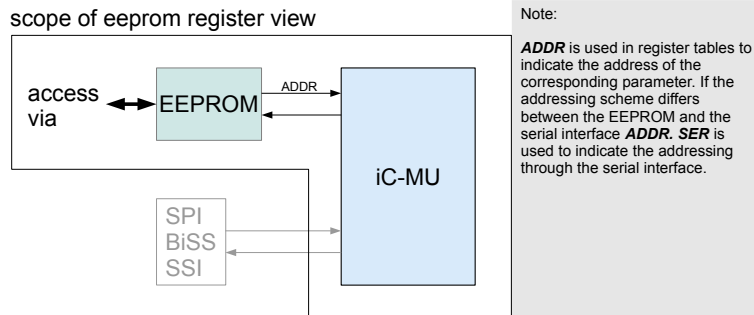 scope of eeprom register view
access
via
EEPROM
ADDR
iC-MU
SPI
BiSS
SSI
Note:
ADDR is used in register tables to
indicate the address of the
corresponding parameter. If the
addressing scheme differs
between the EEPROM and the
serial interface ADDR. SER is
used to indicate the addressing
through the serial interface.